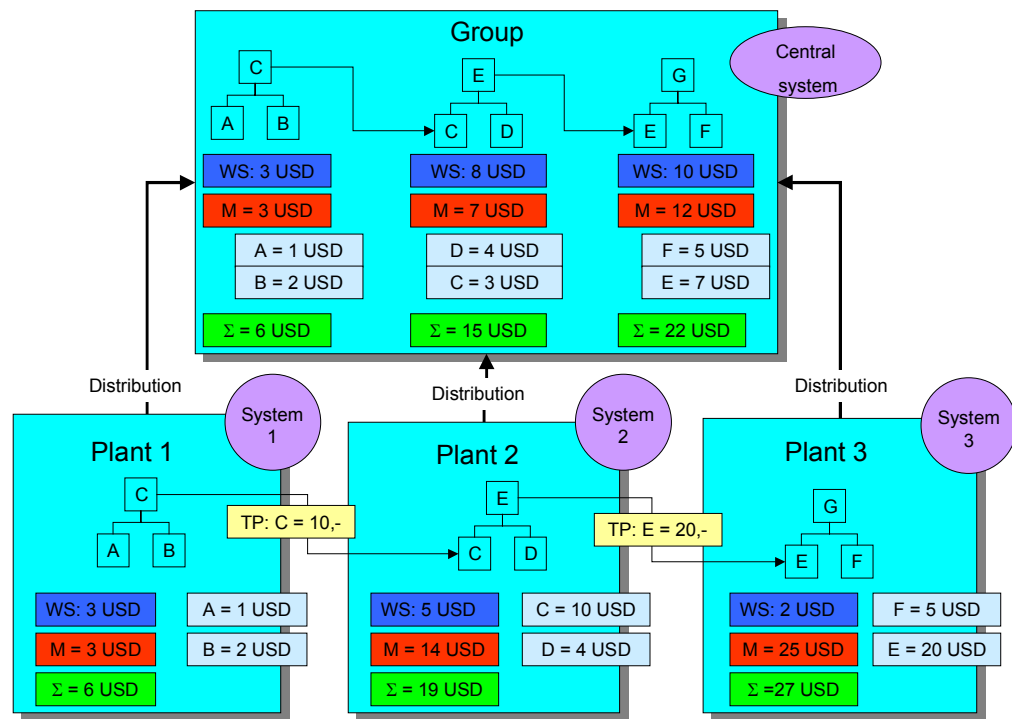 Group
Central
system
C
E
G
A
B
C
D
E
F
WS: 3 USD
WS: 8 USD
WS: 10 USD
M = 3 USD
M = 7 USD
M = 12 USD
A = 1 USD
D = 4 USD
F = 5 USD
B = 2 USD
C = 3 USD
E = 7 USD
Σ = 6 USD
Σ = 15 USD
Σ = 22 USD
Distribution
Distribution
Distribution
System
1
Plant 1
C
A
B
TP: C = 10,-
WS: 3 USD
A = 1 USD
M = 3 USD
B = 2 USD
Σ = 6 USD
System
2
Plant 2
E
C
D
TP: E = 20,-
WS: 5 USD
C = 10 USD
M = 14 USD
D = 4 USD
Σ = 19 USD
System
3
Plant 3
G
E
F
WS: 2 USD
F = 5 USD
M = 25 USD
E = 20 USD
Σ =27 USD